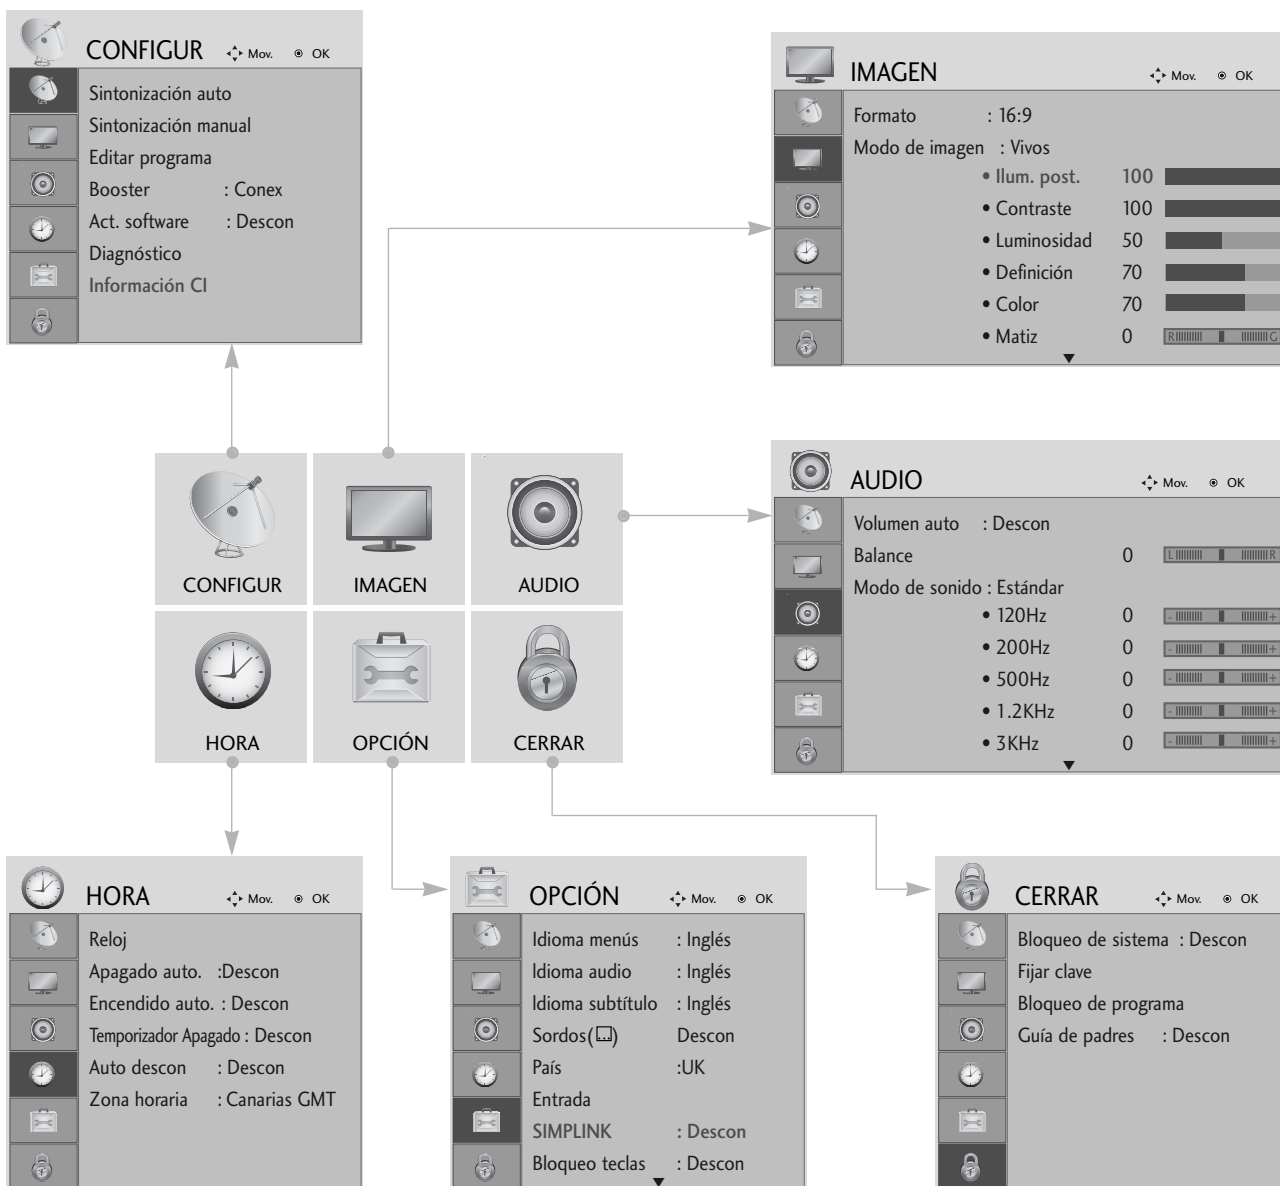 CONFIGUR Mov. OK
Sintonización auto
Sintonización manual
Editar programa
Booster : Conex
Act. software : Descon
Diagnóstico
Información CI
IMAGEN Mov. OK
Formato : 16:9
Modo de imagen : Vivos
• Ilum. post. 100
• Contraste 100
• Luminosidad 50
• Definición 70
• Color 70
• Matiz 0 R G
CONFIGUR
IMAGEN
AUDIO
HORA
OPCIÓN
CERRAR
AUDIO Mov. OK
Volumen auto : Descon
Balance 0 L R
Modo de sonido : Estándar
• 120Hz 0 - +
• 200Hz 0 - +
• 500Hz 0 - +
• 1.2KHz 0 - +
• 3KHz 0 - +
HORA Mov. OK
Reloj
Apagado auto. :Descon
Encendido auto. : Descon
Temporizador Apagado : Descon
Auto descon : Descon
Zona horaria : Canarias GMT
OPCIÓN Mov. OK
Idioma menús : Inglés
Idioma audio : Inglés
Idioma subtítulo : Inglés
Sordos( ) Descon
País :UK
Entrada
SIMPLINK : Descon
Bloqueo teclas : Descon
CERRAR Mov. OK
Bloqueo de sistema : Descon
Fijar clave
Bloqueo de programa
Guía de padres : Descon